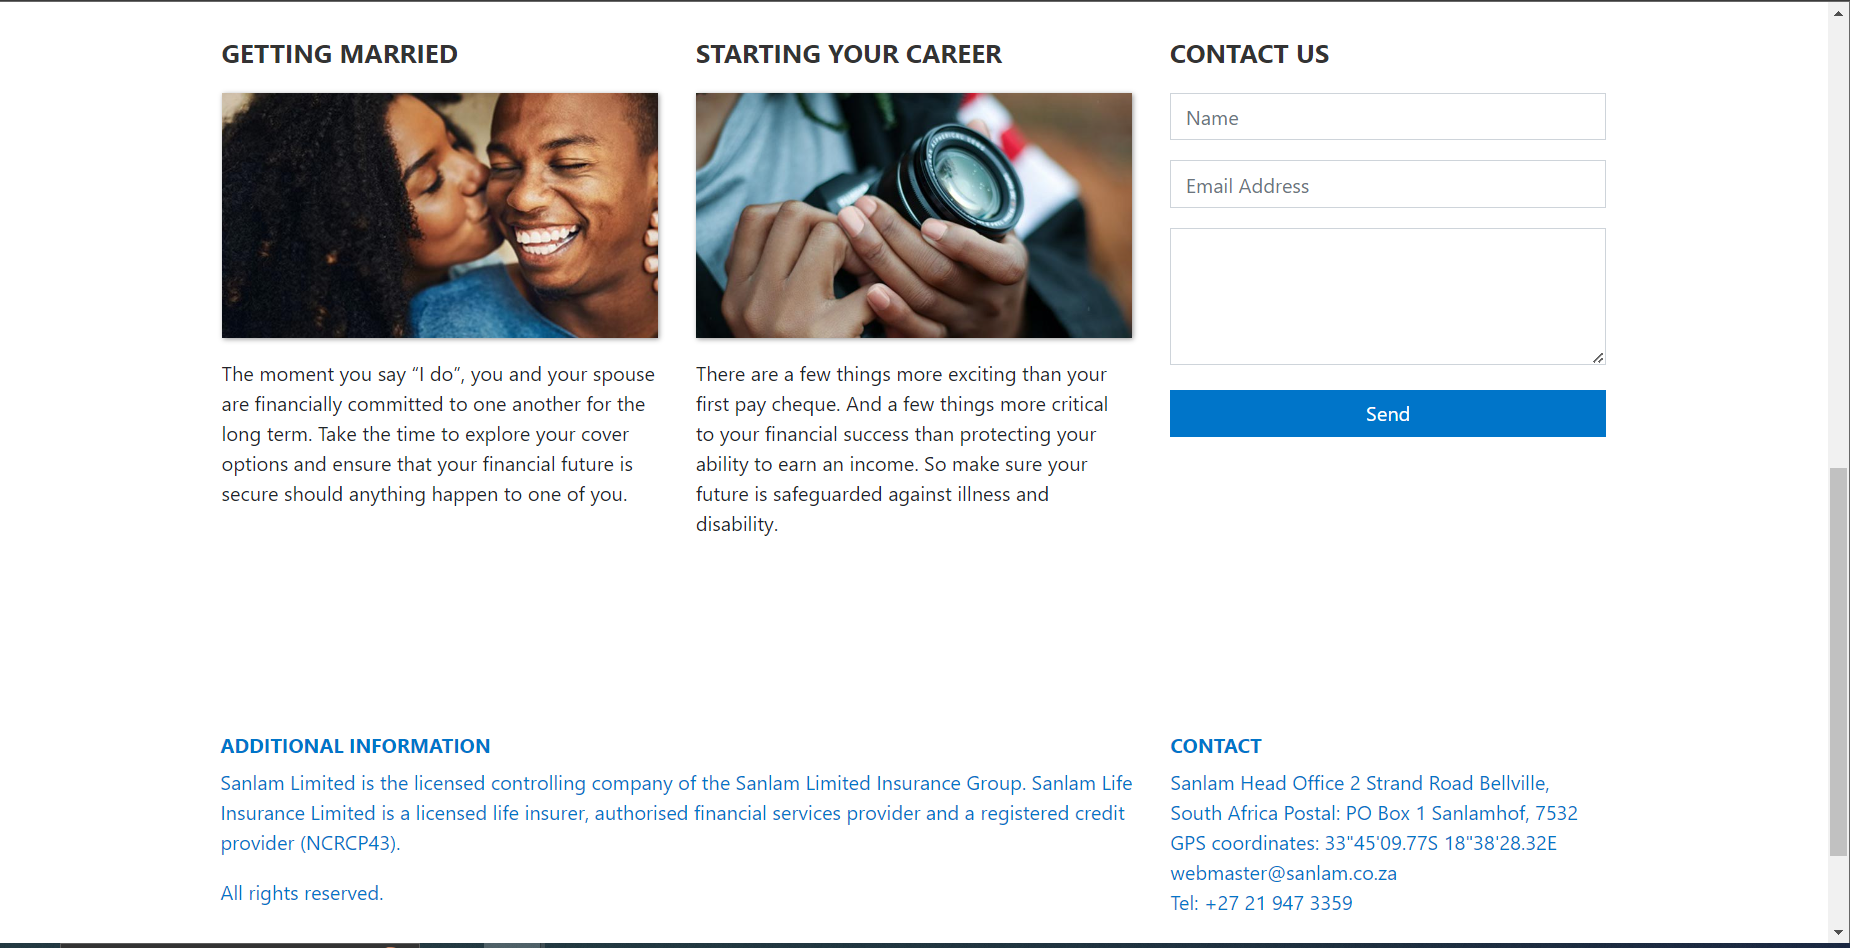 GETTING MARRIED
The moment you say “I do”, you and your spouse
are financially committed to one another for the
long term. Take the time to explore your cover
options and ensure that your financial future is
secure should anything happen to one of you.
STARTING YOUR CAREER
There are a few things more exciting than your
first pay cheque. And a few things more critical
to your financial success than protecting your
ability to earn an income. So make sure your
future is safeguarded against illness and
disability.
CONTACT US
Name
Email Address
Send
ADDITIONAL INFORMATION
Sanlam Limited is the licensed controlling company of the Sanlam Limited Insurance Group. Sanlam Life
Insurance Limited is a licensed life insurer, authorised financial services provider and a registered credit
provider (NCRCP43).
All rights reserved.
CONTACT
Sanlam Head Office 2 Strand Road Bellville,
South Africa Postal: PO Box 1 Sanlamhof, 7532
GPS coordinates: 33"45'09.77S 18"38'28.32E
webmaster@sanlam.co.za
Tel: +27 21 947 3359